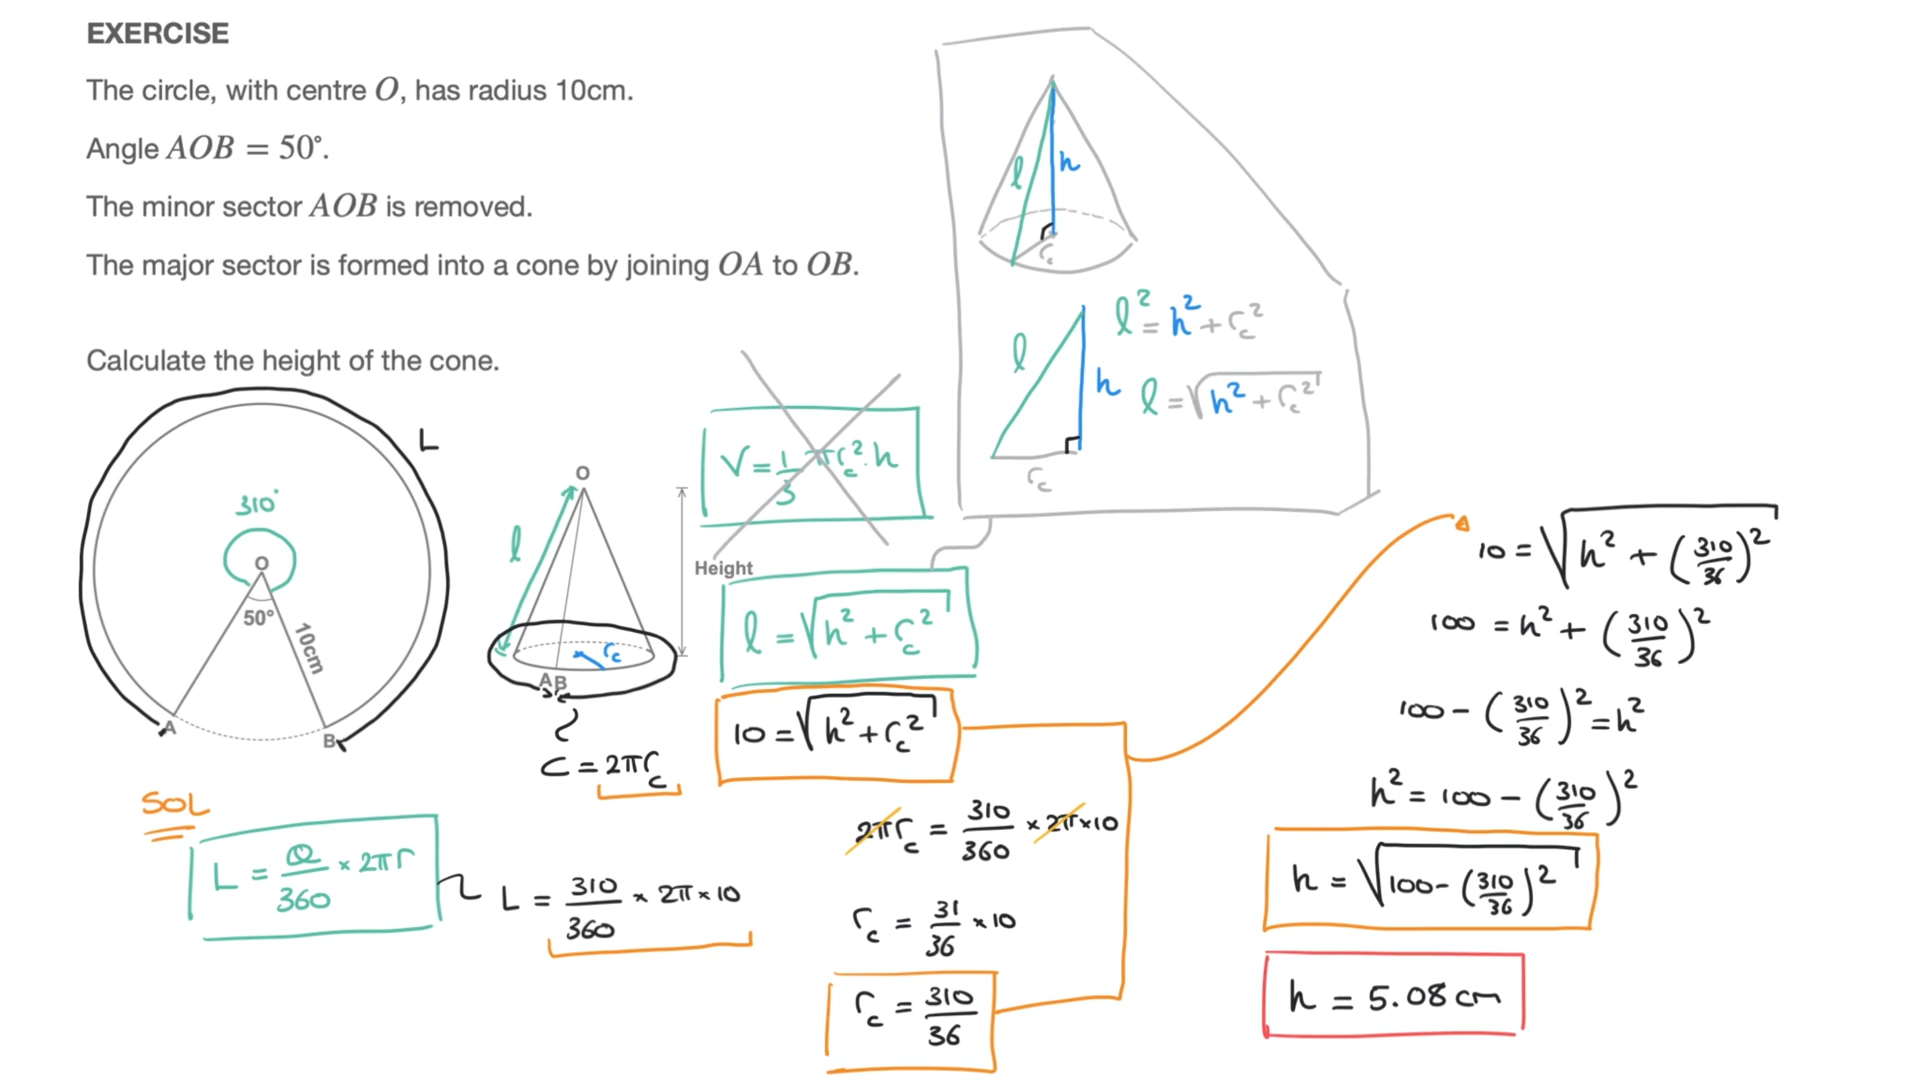 EXERCISE
The circle, with centre O, has radius 10cm.
Angle AOB = 50°.
The minor sector AOB is removed.
The major sector is formed into a cone by joining OA to OB.
Calculate the height of the cone.
L
310°
O
50°
10cm
A
B
O
l
r_c
A B
Height
C = 2πr_c
V = 1/3 πr_c². h
l = √(h² + r_c²)
10 = √(h² + r_c²)
l
h
r_c
l
h
r_c
l² = h² + r_c²
l = √(h² + r_c²)
SOL
L = θ/360 × 2πr
L = 310/360 × 2π × 10
2πr_c = 310/360 × 2π × 10
r_c = 31/36 × 10
r_c = 310/36
10 = √(h² + (310/36)²)
100 = h² + (310/36)²
100 - (310/36)² = h²
h² = 100 - (310/36)²
h = √(100 - (310/36)²)
h = 5.08 cm